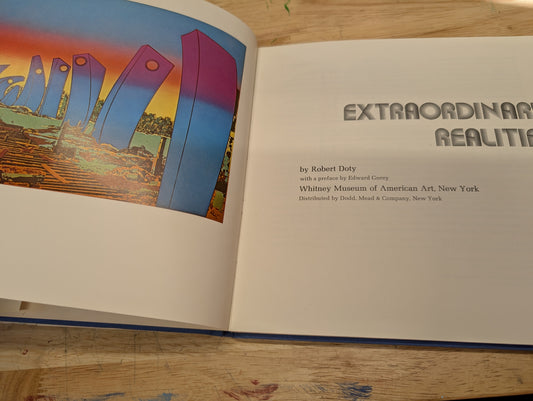 EXTRAORDINAR
REALITI
by Robert Doty
with a preface by Edward Gorey
Whitney Museum of American Art, New York
Distributed by Dodd, Mead & Company, New York